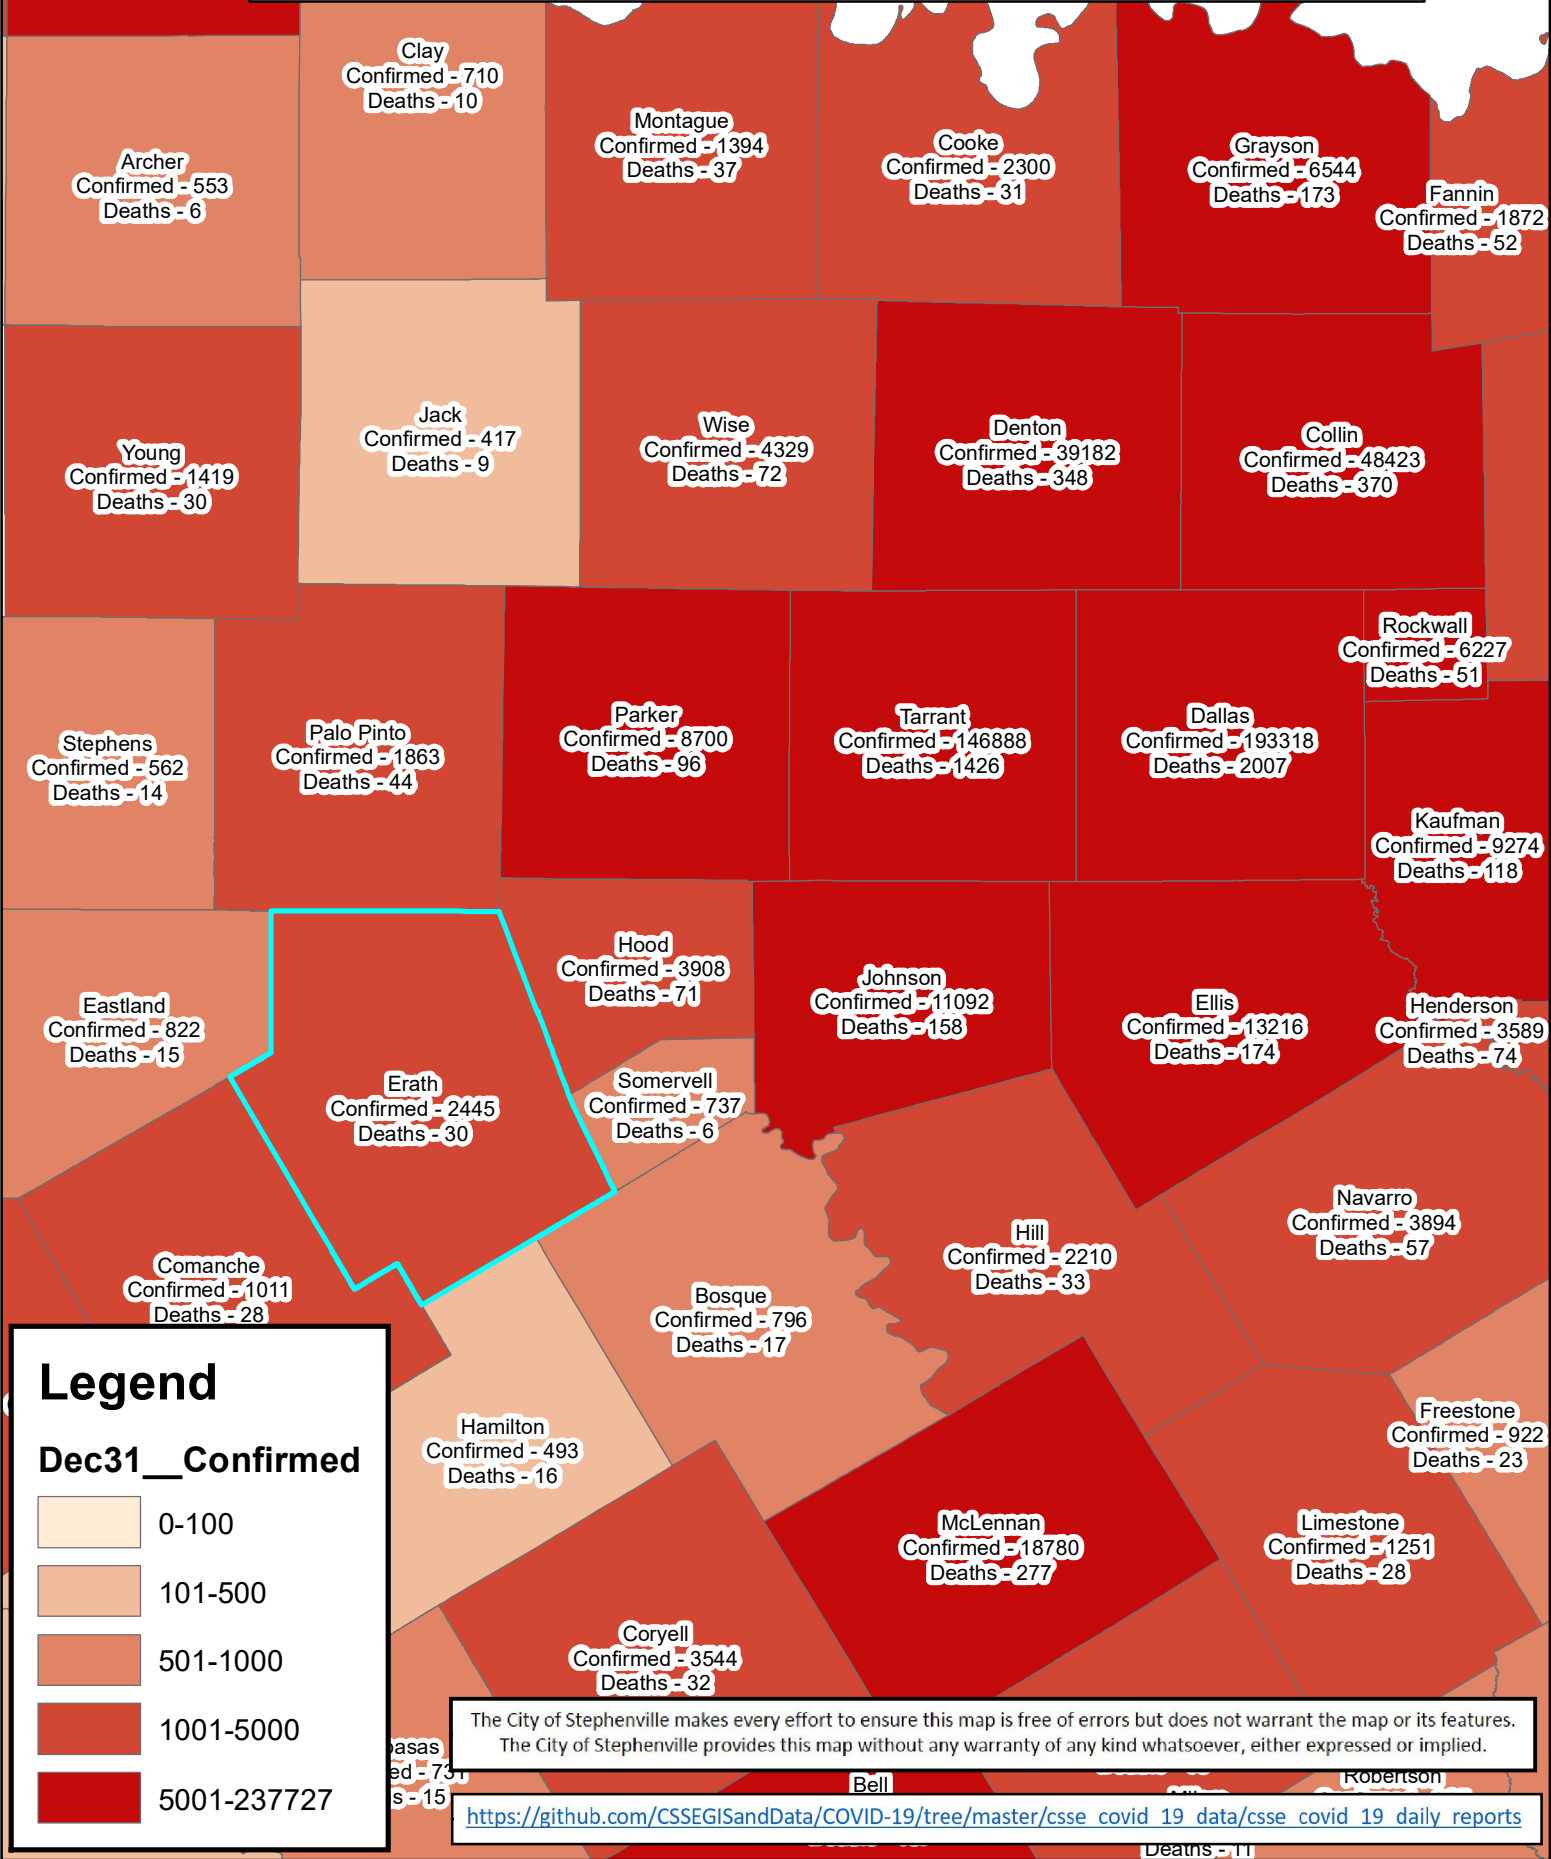 Clay
Confirmed - 710
Deaths - 10
Montague
Confirmed - 1394
Deaths - 37
Cooke
Confirmed - 2300
Deaths - 31
Grayson
Confirmed - 6544
Deaths - 173
Archer
Confirmed - 553
Deaths - 6
Fannin
Confirmed - 1872
Deaths - 52
Jack
Confirmed - 417
Deaths - 9
Wise
Confirmed - 4329
Deaths - 72
Denton
Confirmed - 39182
Deaths - 348
Collin
Confirmed - 48423
Deaths - 370
Young
Confirmed - 1419
Deaths - 30
Rockwall
Confirmed - 6227
Deaths - 51
Stephens
Confirmed - 562
Deaths - 14
Palo Pinto
Confirmed - 1863
Deaths - 44
Parker
Confirmed - 8700
Deaths - 96
Tarrant
Confirmed - 146888
Deaths - 1426
Dallas
Confirmed - 193318
Deaths - 2007
Kaufman
Confirmed - 9274
Deaths - 118
Hood
Confirmed - 3908
Deaths - 71
Johnson
Confirmed - 11092
Deaths - 158
Ellis
Confirmed - 13216
Deaths - 174
Henderson
Confirmed - 3589
Deaths - 74
Eastland
Confirmed - 822
Deaths - 15
Erath
Confirmed - 2445
Deaths - 30
Somervell
Confirmed - 737
Deaths - 6
Navarro
Confirmed - 3894
Deaths - 57
Hill
Confirmed - 2210
Deaths - 33
Comanche
Confirmed - 1011
Deaths - 28
Bosque
Confirmed - 796
Deaths - 17
Hamilton
Confirmed - 493
Deaths - 16
Freestone
Confirmed - 922
Deaths - 23
McLennan
Confirmed - 18780
Deaths - 277
Limestone
Confirmed - 1251
Deaths - 28
Coryell
Confirmed - 3544
Deaths - 32
Legend
Dec31__Confirmed
0-100
101-500
501-1000
1001-5000
5001-237727
asas
ed - 731
s - 15
The City of Stephenville makes every effort to ensure this map is free of errors but does not warrant the map or its features.
The City of Stephenville provides this map without any warranty of any kind whatsoever, either expressed or implied.
Bell
Robertson
https://github.com/CSSEGISandData/COVID-19/tree/master/csse_covid_19_data/csse_covid_19_daily_reports
Deaths - 11